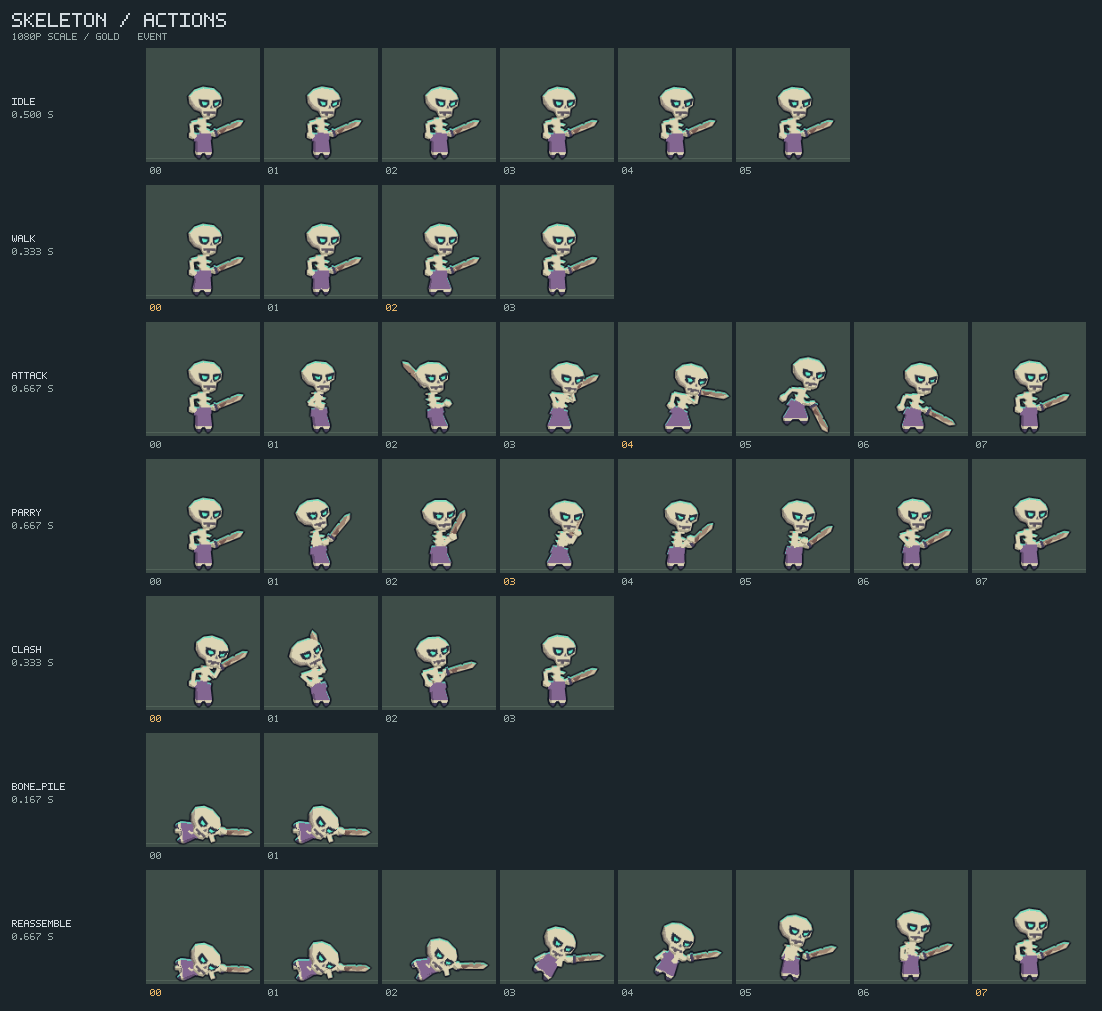 SKELETON / ACTIONS
1080P SCALE / GOLD   EVENT
IDLE
0.500 S
00 01 02 03 04 05
WALK
0.333 S
00 01 02 03
ATTACK
0.667 S
00 01 02 03 04 05 06 07
PARRY
0.667 S
00 01 02 03 04 05 06 07
CLASH
0.333 S
00 01 02 03
BONE_PILE
0.167 S
00 01
REASSEMBLE
0.667 S
00 01 02 03 04 05 06 07